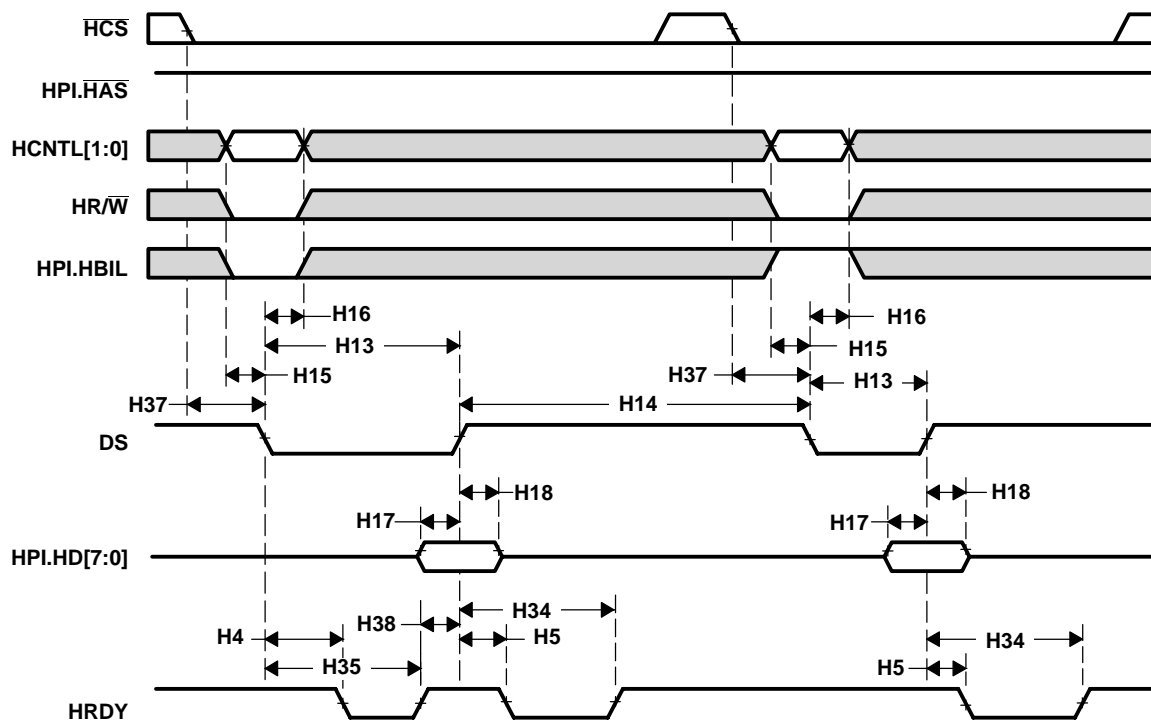 HCS
HPI.HAS
HCNTL[1:0]
HR/W
HPI.HBIL
H16 H16
H13 H15
H15 H37 H13
H37 H14
DS
H18 H18
H17 H17
HPI.HD[7:0]
H34
H38
H4 H5 H34
H35 H5
HRDY